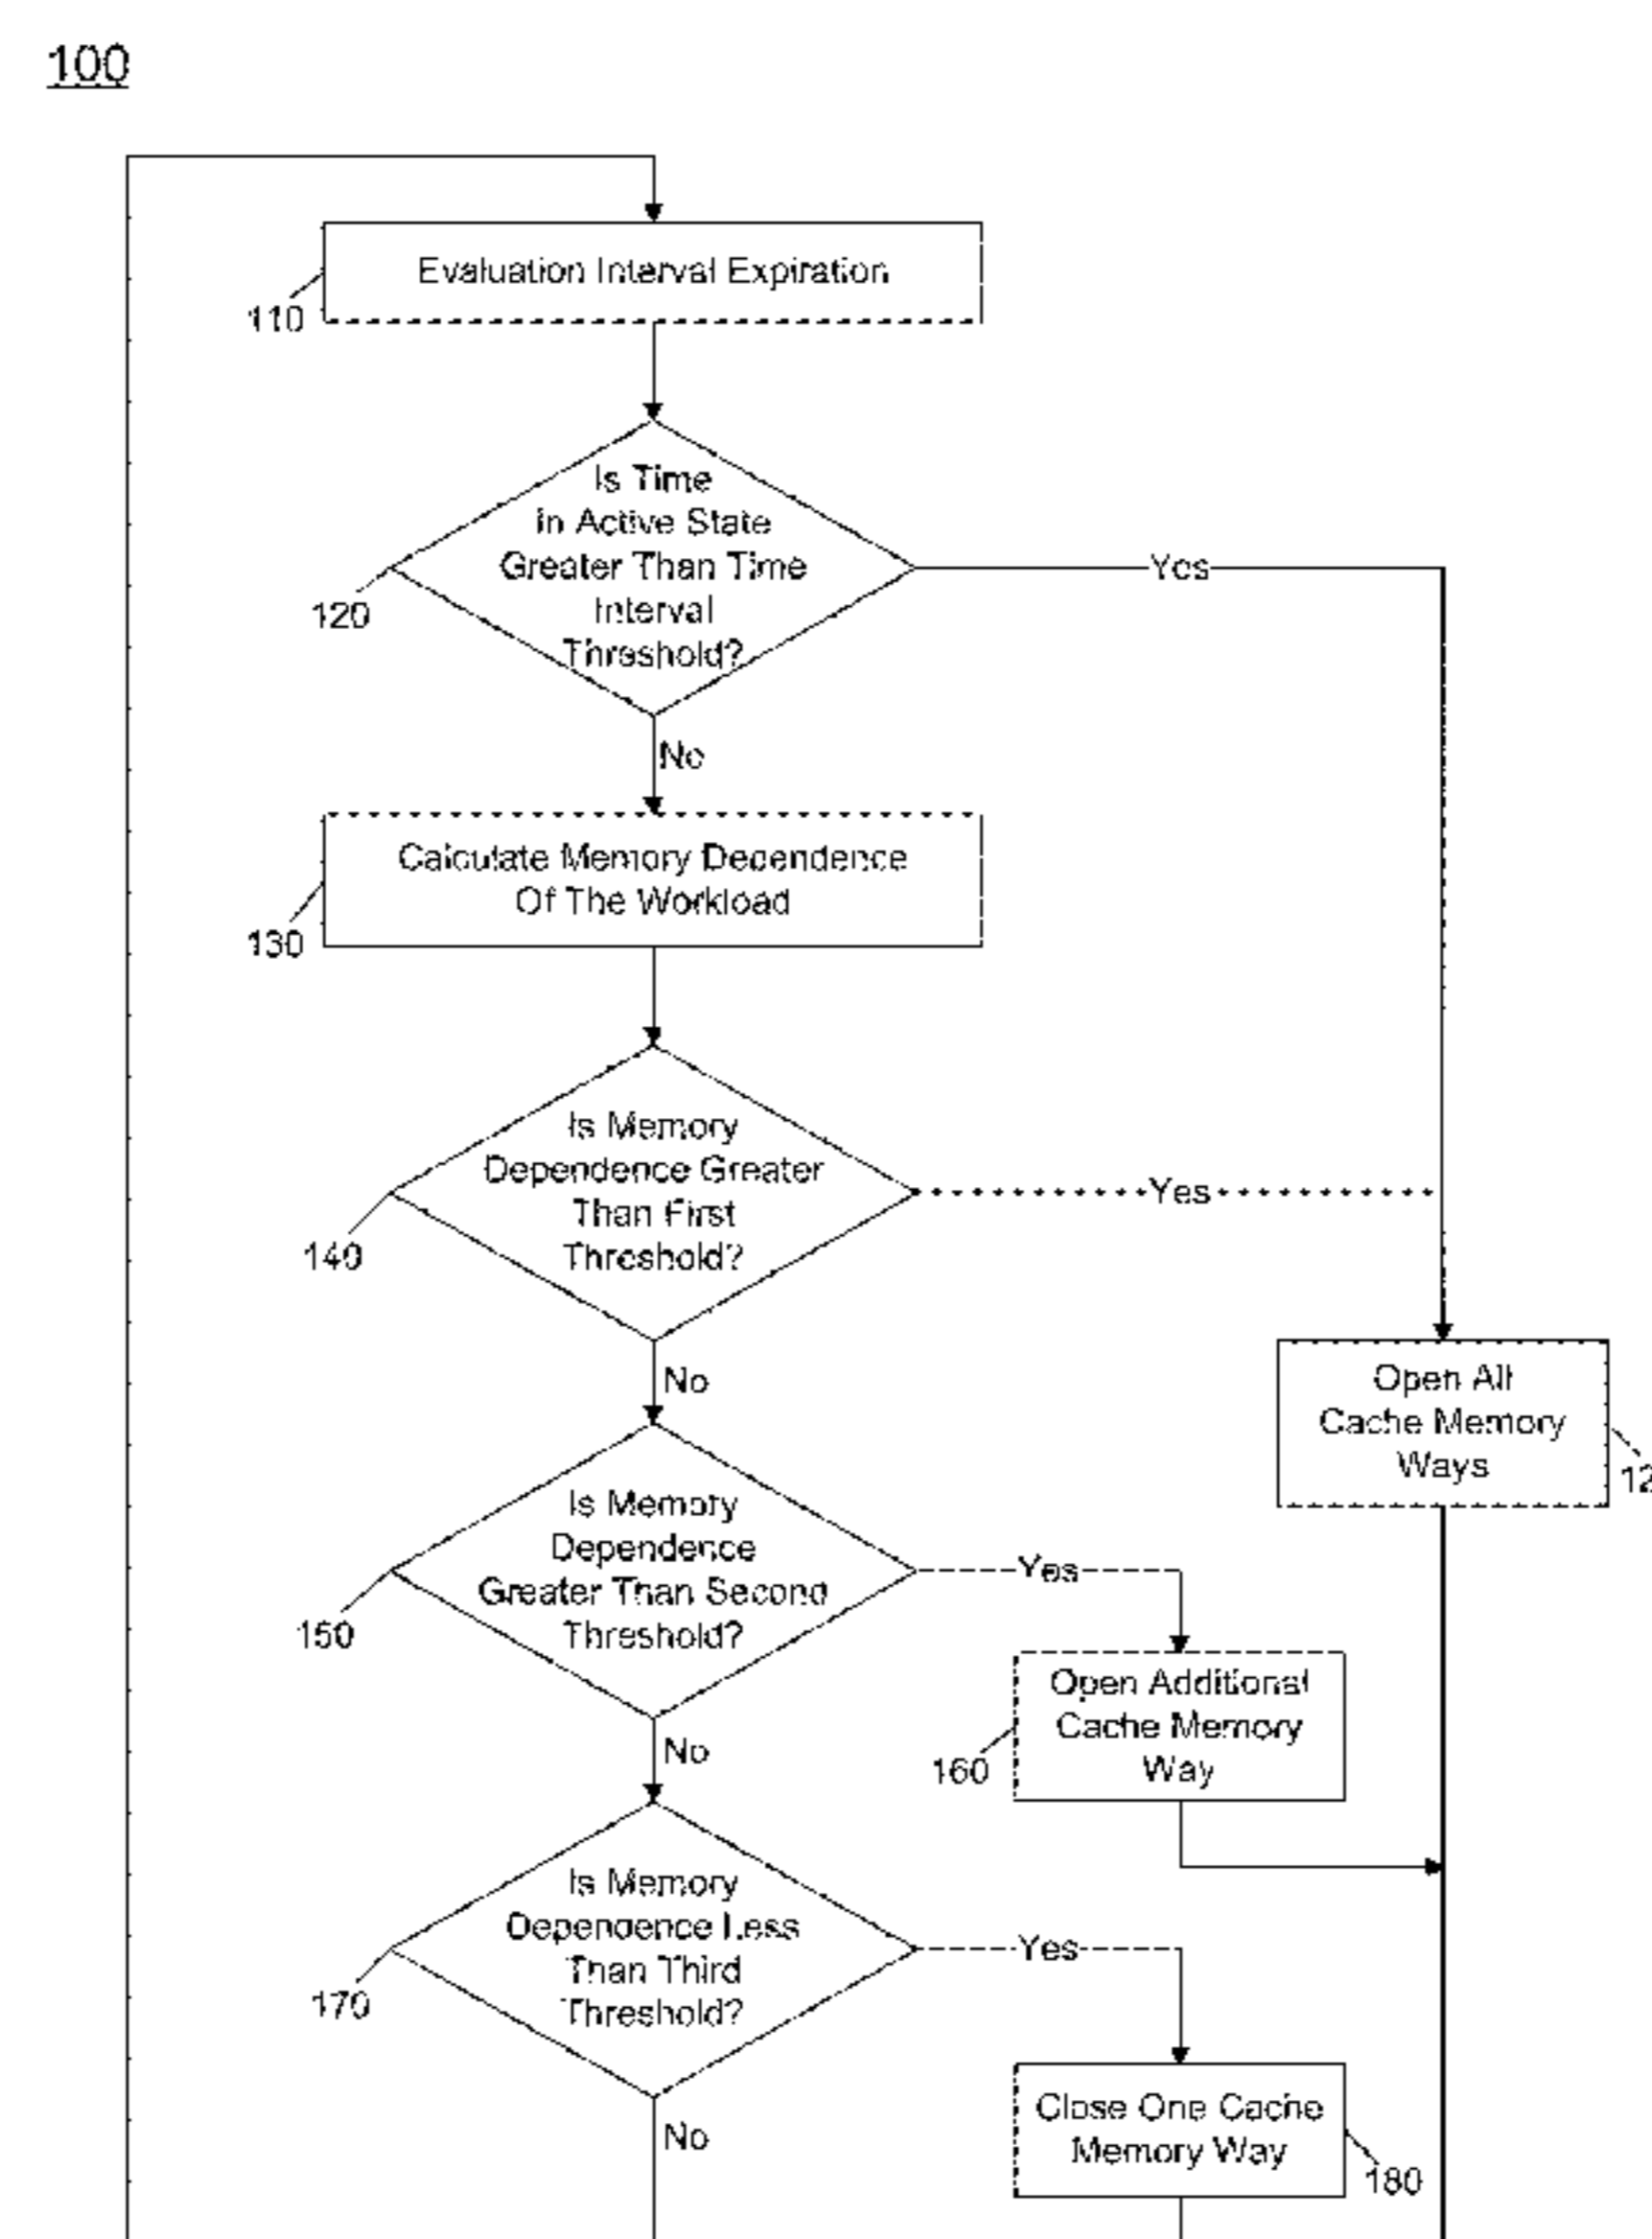 100
Evaluation Interval Expiration
110
Is Time
In Active State
Greater Than Time
Interval
Threshold?
Yes
120
No
Calculate Memory Dependence
Of The Workload
130
Is Memory
Dependence Greater
Than First
Threshold?
Yes
140
No
Open All
Cache Memory
Ways
12
Is Memory
Dependence
Greater Than Second
Threshold?
Yes
150
Open Additional
Cache Memory
Way
160
No
Is Memory
Dependence Less
Than Third
Threshold?
Yes
170
Close One Cache
Memory Way
180
No